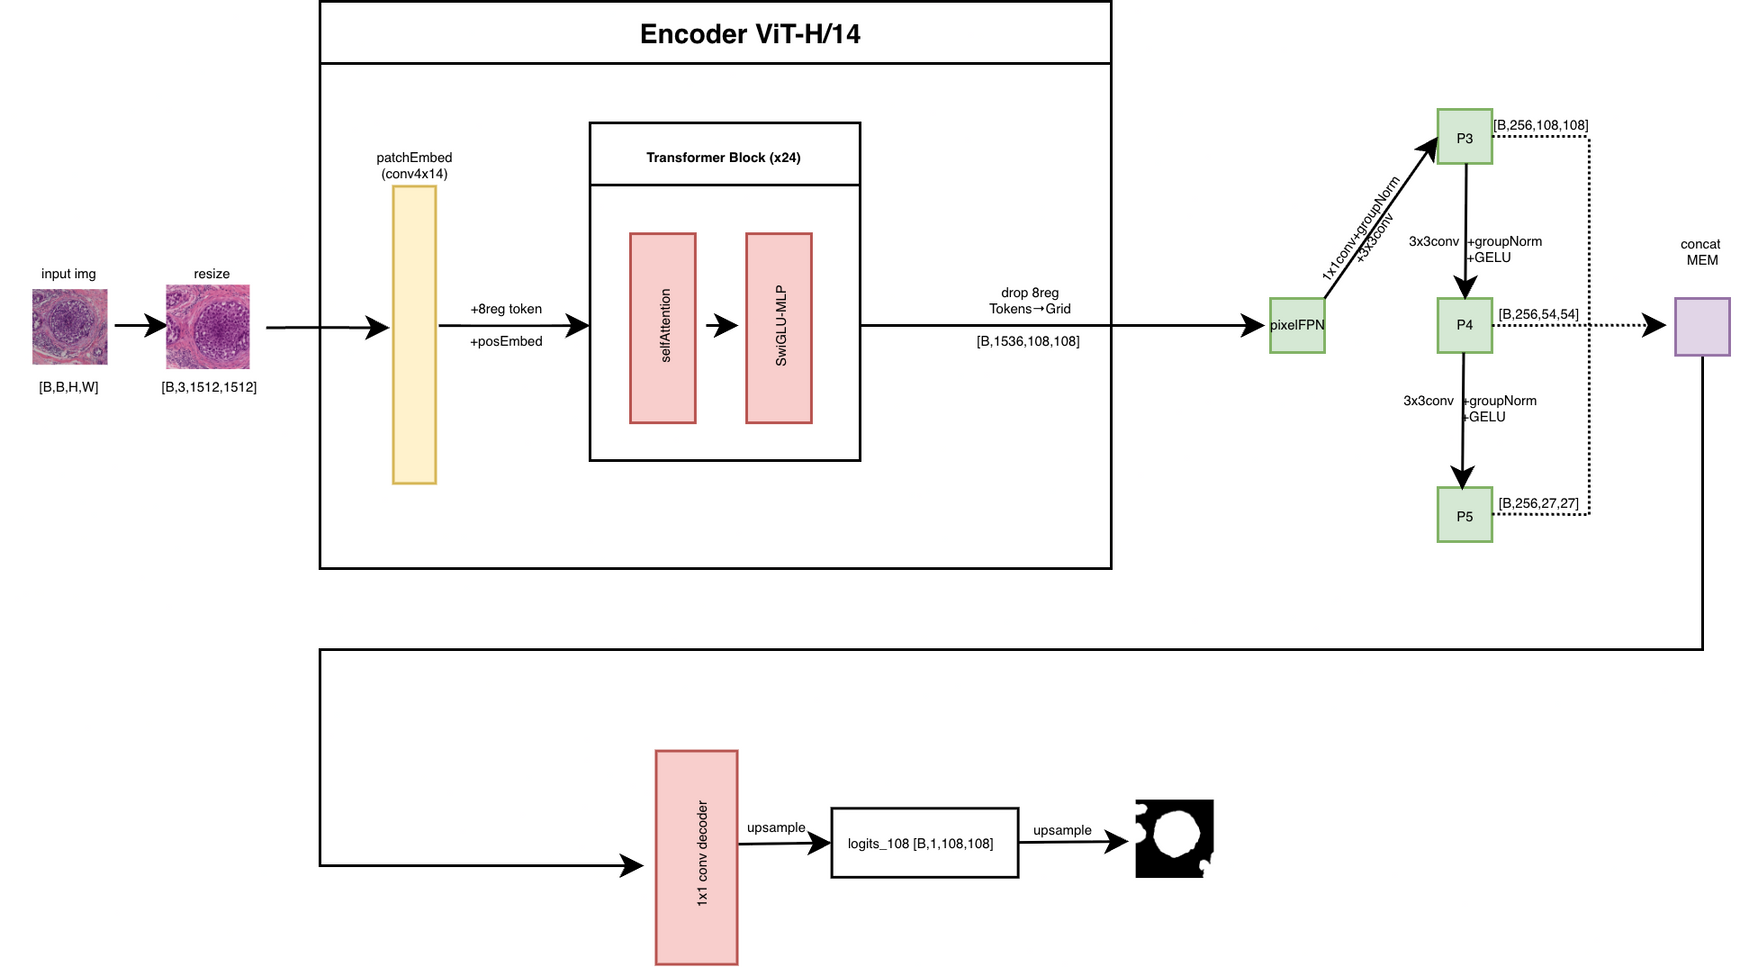 Encoder ViT-H/14
patchEmbed
(conv4x14)
Transformer Block (x24)
selfAttention
SwiGLU-MLP
input img
[B,B,H,W]
resize
[B,3,1512,1512]
+8reg token
+posEmbed
drop 8reg
Tokens→Grid
[B,1536,108,108]
pixelFPN
1x1conv+groupNorm
+3x3conv
P3
[B,256,108,108]
3x3conv +groupNorm
+GELU
P4
[B,256,54,54]
3x3conv +groupNorm
+GELU
P5
[B,256,27,27]
concat
MEM
1x1 conv decoder
upsample
logits_108 [B,1,108,108]
upsample